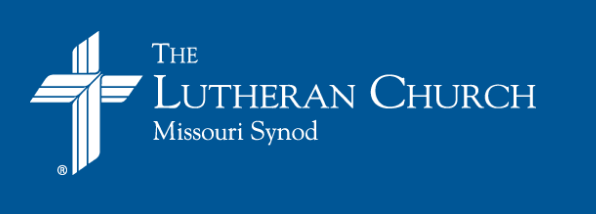 The
Lutheran Church
Missouri Synod
®